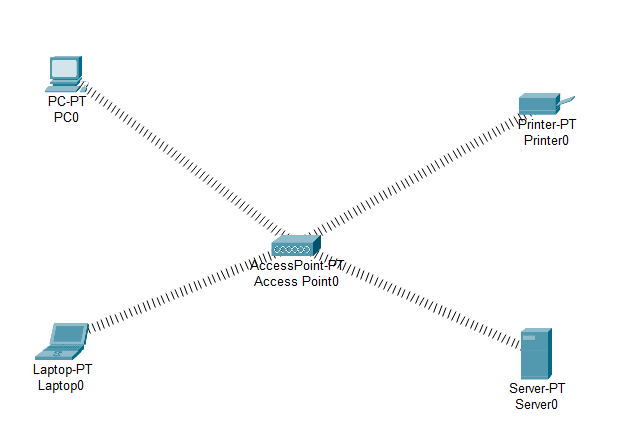 PC-PT
PC0
Printer-PT
Printer0
AccessPoint-PT
Access Point0
Laptop-PT
Laptop0
Server-PT
Server0